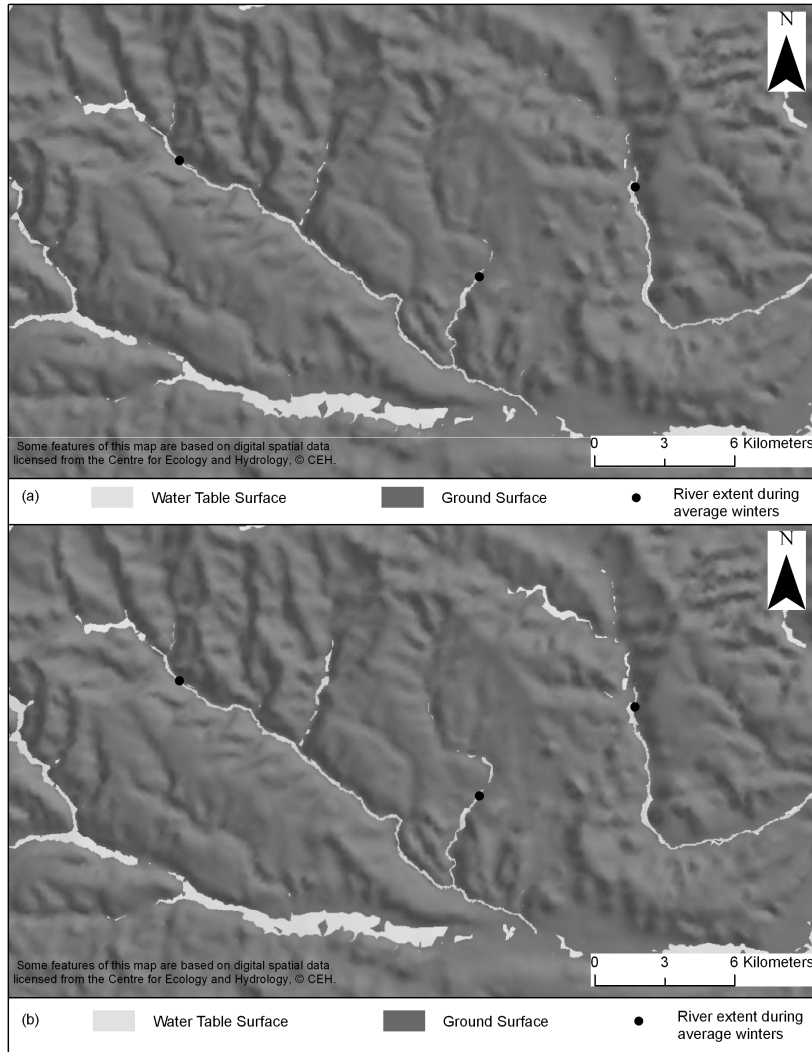 N
Some features of this map are based on digital spatial data
licensed from the Centre for Ecology and Hydrology, © CEH.
0 3 6 Kilometers
(a) Water Table Surface Ground Surface River extent during
average winters
N
Some features of this map are based on digital spatial data
licensed from the Centre for Ecology and Hydrology, © CEH.
0 3 6 Kilometers
(b) Water Table Surface Ground Surface River extent during
average winters